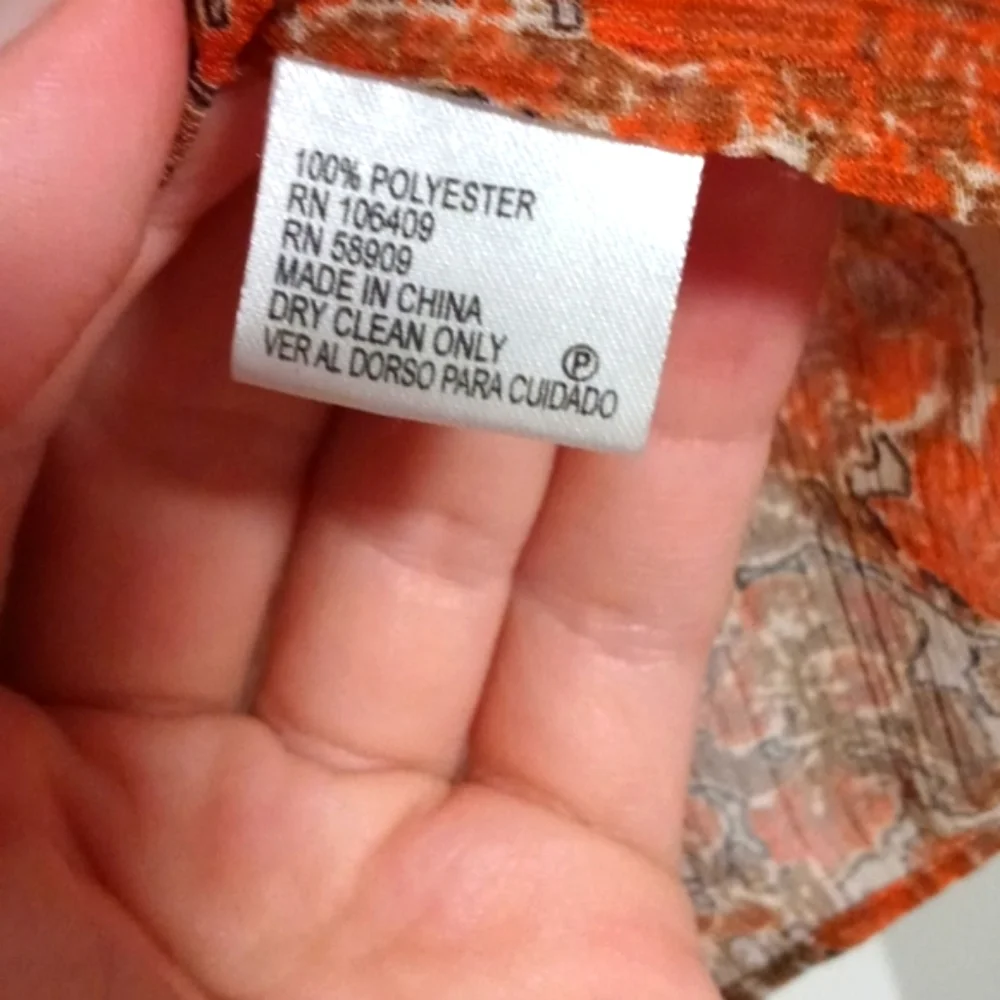 100% POLYESTER
RN 106409
RN 58909
MADE IN CHINA
DRY CLEAN ONLY
Ⓟ
VER AL DORSO PARA CUIDADO